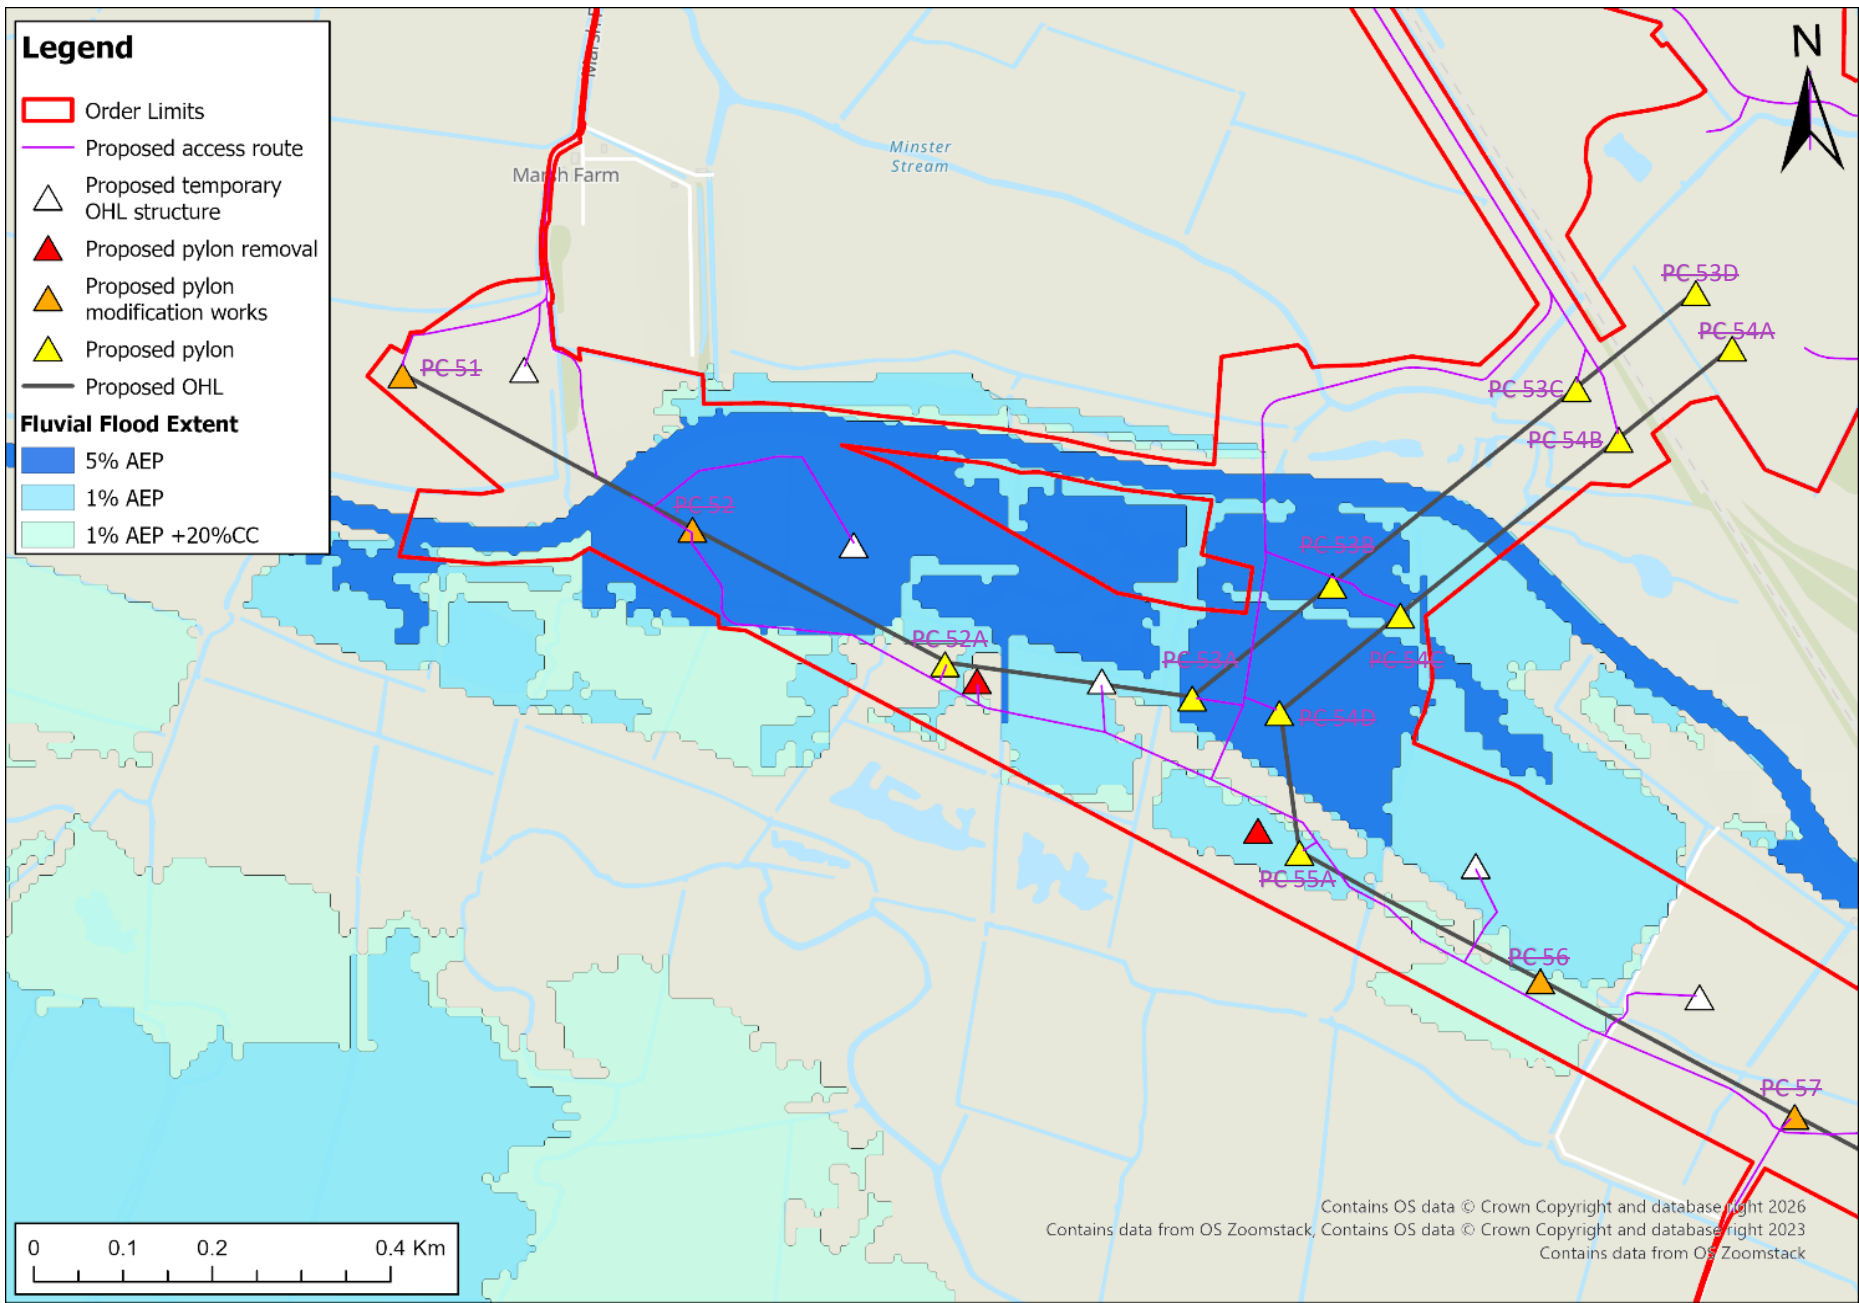 Legend
Order Limits
Proposed access route
Proposed temporary
OHL structure
Proposed pylon removal
Proposed pylon
modification works
Proposed pylon
Proposed OHL
Fluvial Flood Extent
5% AEP
1% AEP
1% AEP +20%CC
N
Minster
Stream
Marsh Farm
PC 53D
PC 54A
PC 51
PC 53C
PC 54B
PC 52
PC 53B
PC 52A
PC 53A
PC 54C
PC 54D
PC 55A
PC 56
PC 57
0 0.1 0.2 0.4 Km
Contains OS data © Crown Copyright and database right 2026
Contains data from OS Zoomstack, Contains OS data © Crown Copyright and database right 2023
Contains data from OS Zoomstack